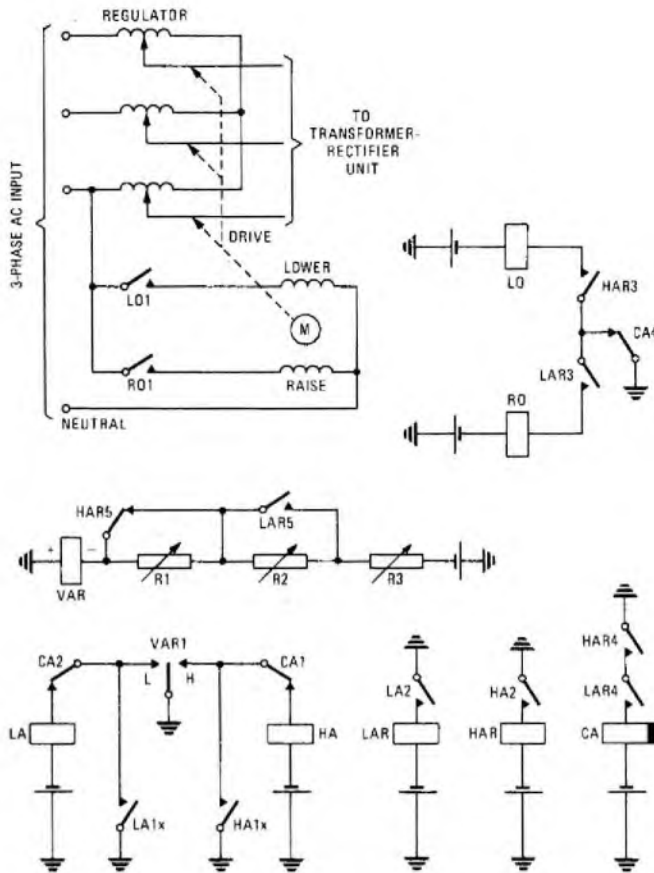 REGULATOR
3-PHASE AC INPUT
TO
TRANSFORMER-
RECTIFIER
UNIT
DRIVE
LO1
LOWER
M
RO1
RAISE
NEUTRAL
LO
HAR3
LAR3
RO
HAR5
LAR5
+
-
VAR
R1
R2
R3
CA2
VAR1
CA1
L
H
LA
HA
LA1x
HA1x
LA2
LAR
HA2
HAR
HAR4
LAR4
CA